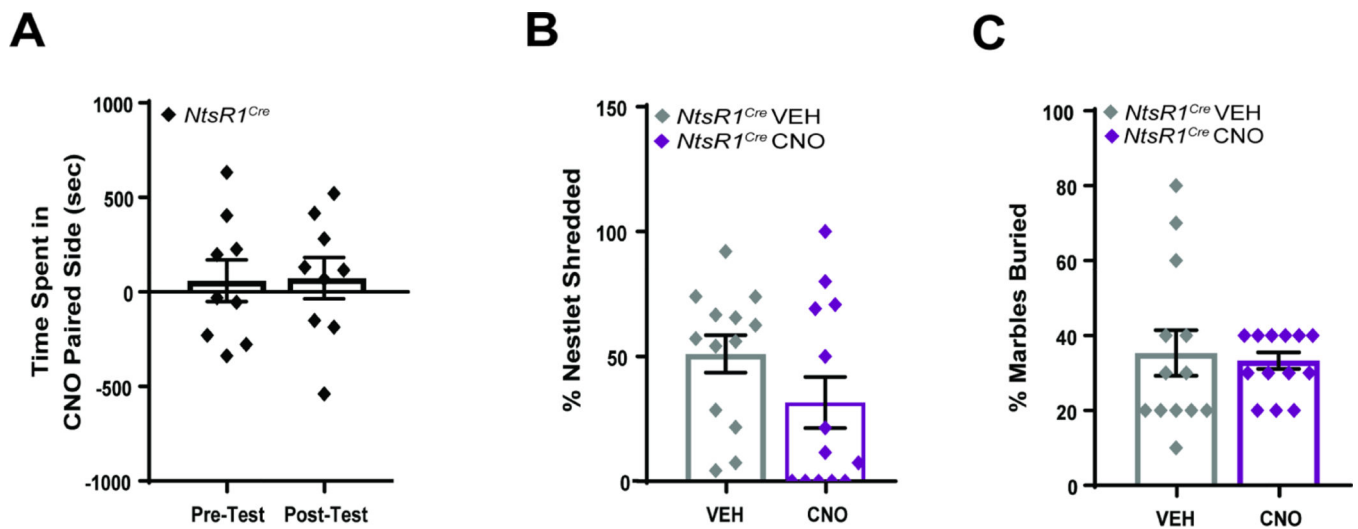 A
B
C
NtsR1Cre
Time Spent in
CNO Paired Side (sec)
1000
500
0
-500
-1000
Pre-Test
Post-Test
NtsR1Cre VEH
NtsR1Cre CNO
% Nestlet Shredded
150
100
50
0
VEH
CNO
NtsR1Cre VEH
NtsR1Cre CNO
% Marbles Buried
100
80
60
40
20
0
VEH
CNO